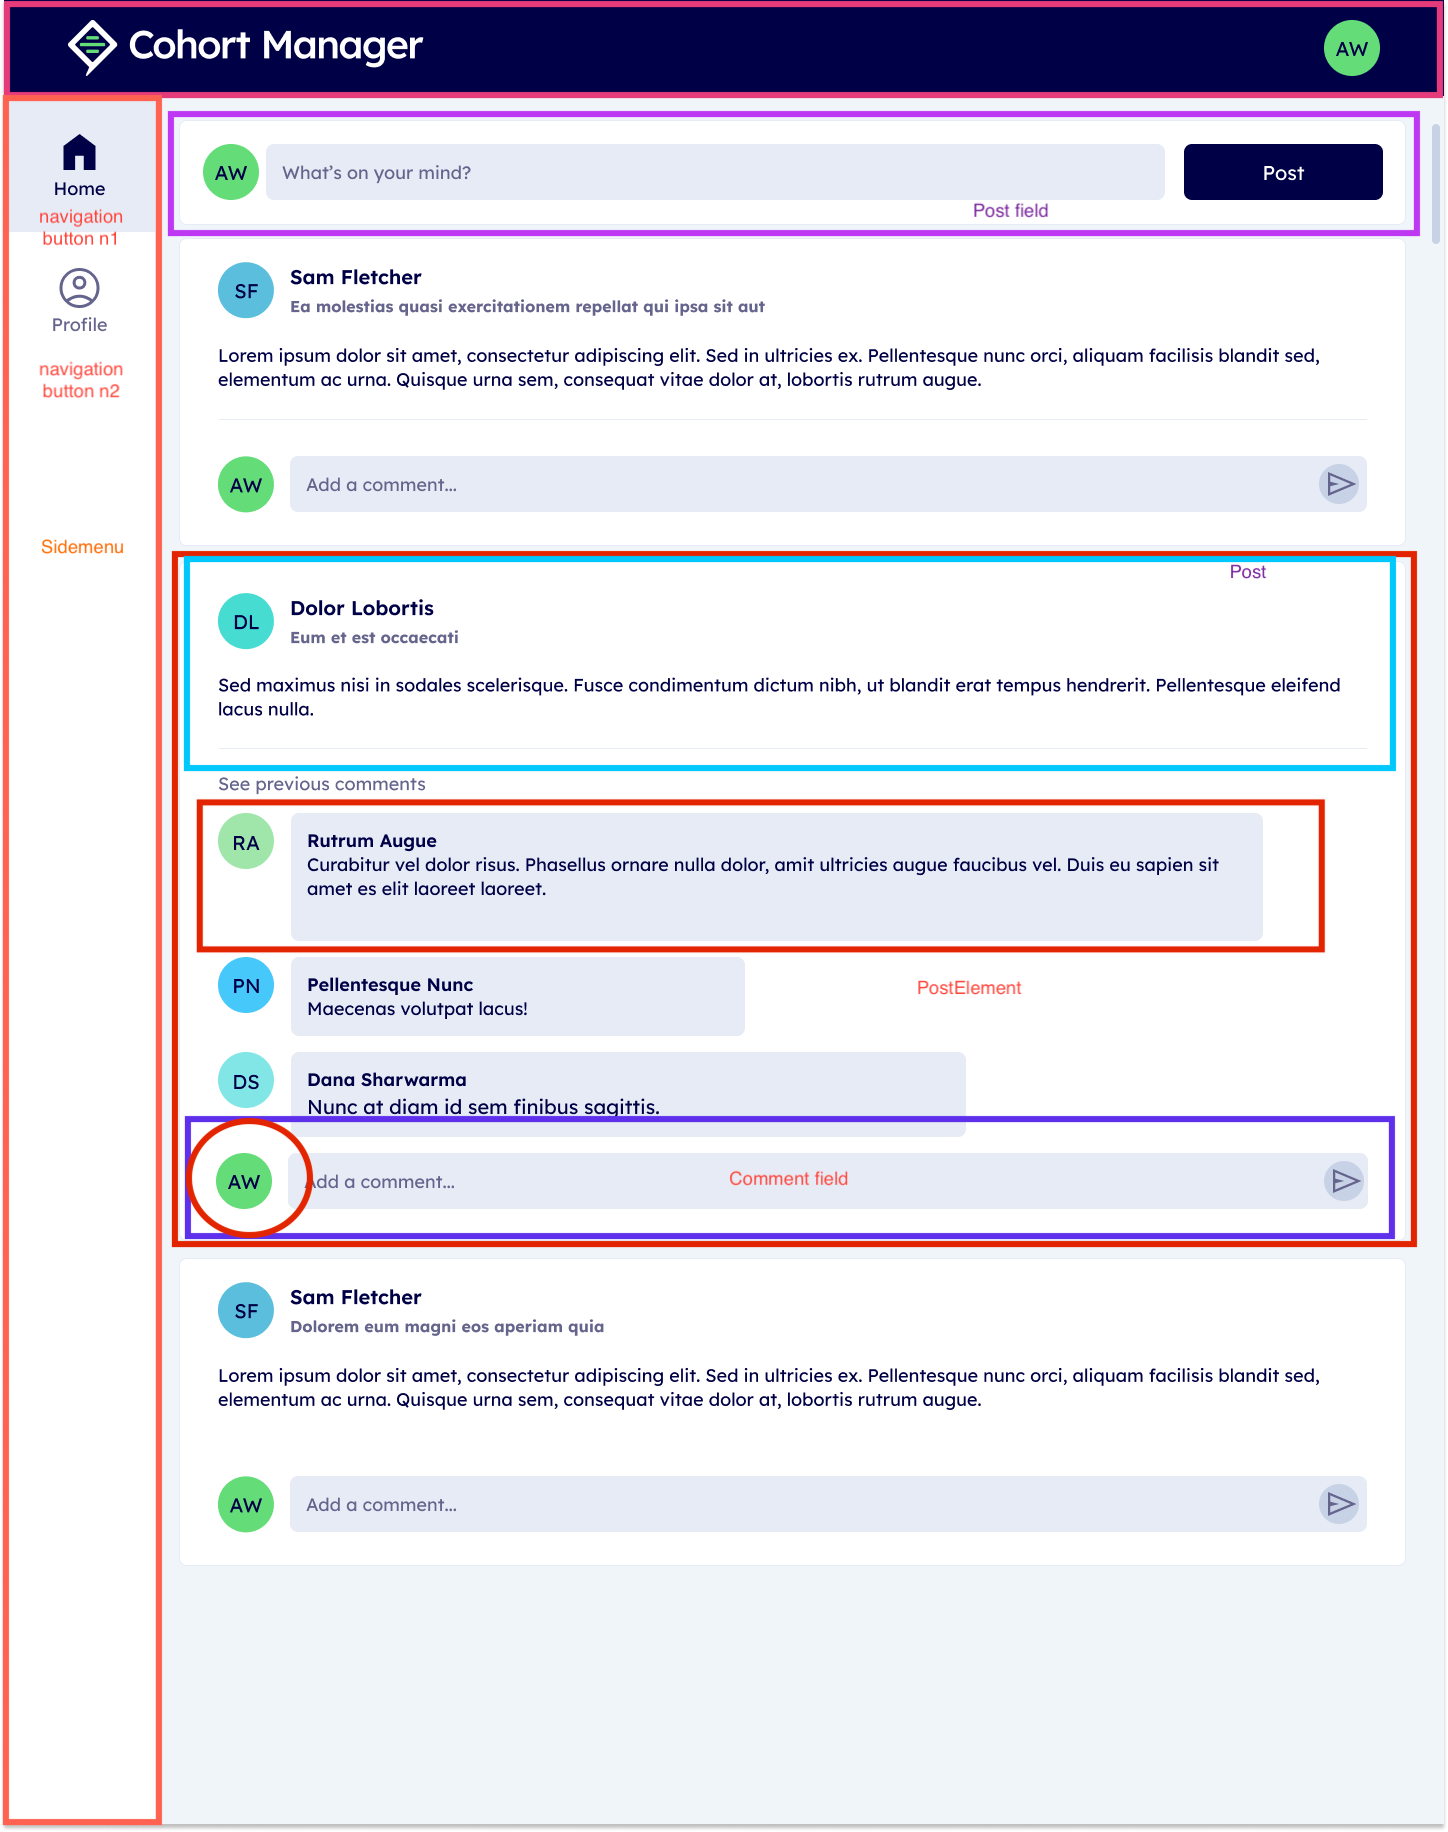 Cohort Manager
AW
Home
navigation
button n1
Profile
navigation
button n2
Sidemenu
AW
What's on your mind?
Post
Post field
SF
Sam Fletcher
Ea molestias quasi exercitationem repellat qui ipsa sit aut
Lorem ipsum dolor sit amet, consectetur adipiscing elit. Sed in ultricies ex. Pellentesque nunc orci, aliquam facilisis blandit sed,
elementum ac urna. Quisque urna sem, consequat vitae dolor at, lobortis rutrum augue.
AW
Add a comment...
Post
DL
Dolor Lobortis
Eum et est occaecati
Sed maximus nisi in sodales scelerisque. Fusce condimentum dictum nibh, ut blandit erat tempus hendrerit. Pellentesque eleifend
lacus nulla.
See previous comments
RA
Rutrum Augue
Curabitur vel dolor risus. Phasellus ornare nulla dolor, amit ultricies augue faucibus vel. Duis eu sapien sit
amet es elit laoreet laoreet.
PN
Pellentesque Nunc
Maecenas volutpat lacus!
PostElement
DS
Dana Sharwarma
Nunc at diam id sem finibus sagittis.
AW
Add a comment...
Comment field
SF
Sam Fletcher
Dolorem eum magni eos aperiam quia
Lorem ipsum dolor sit amet, consectetur adipiscing elit. Sed in ultricies ex. Pellentesque nunc orci, aliquam facilisis blandit sed,
elementum ac urna. Quisque urna sem, consequat vitae dolor at, lobortis rutrum augue.
AW
Add a comment...